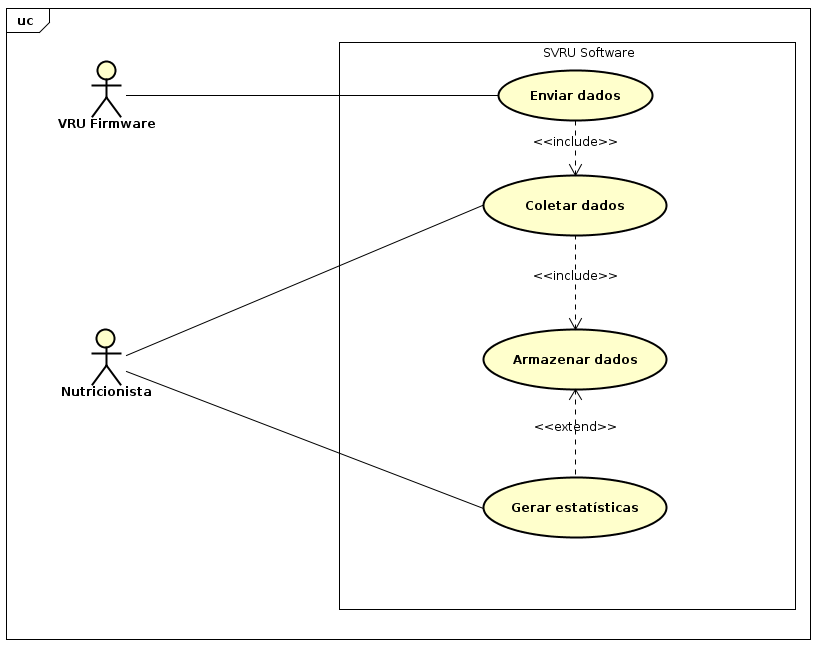 uc
SVRU Software
Enviar dados
VRU Firmware
<<include>>
Coletar dados
<<include>>
Armazenar dados
Nutricionista
<<extend>>
Gerar estatísticas